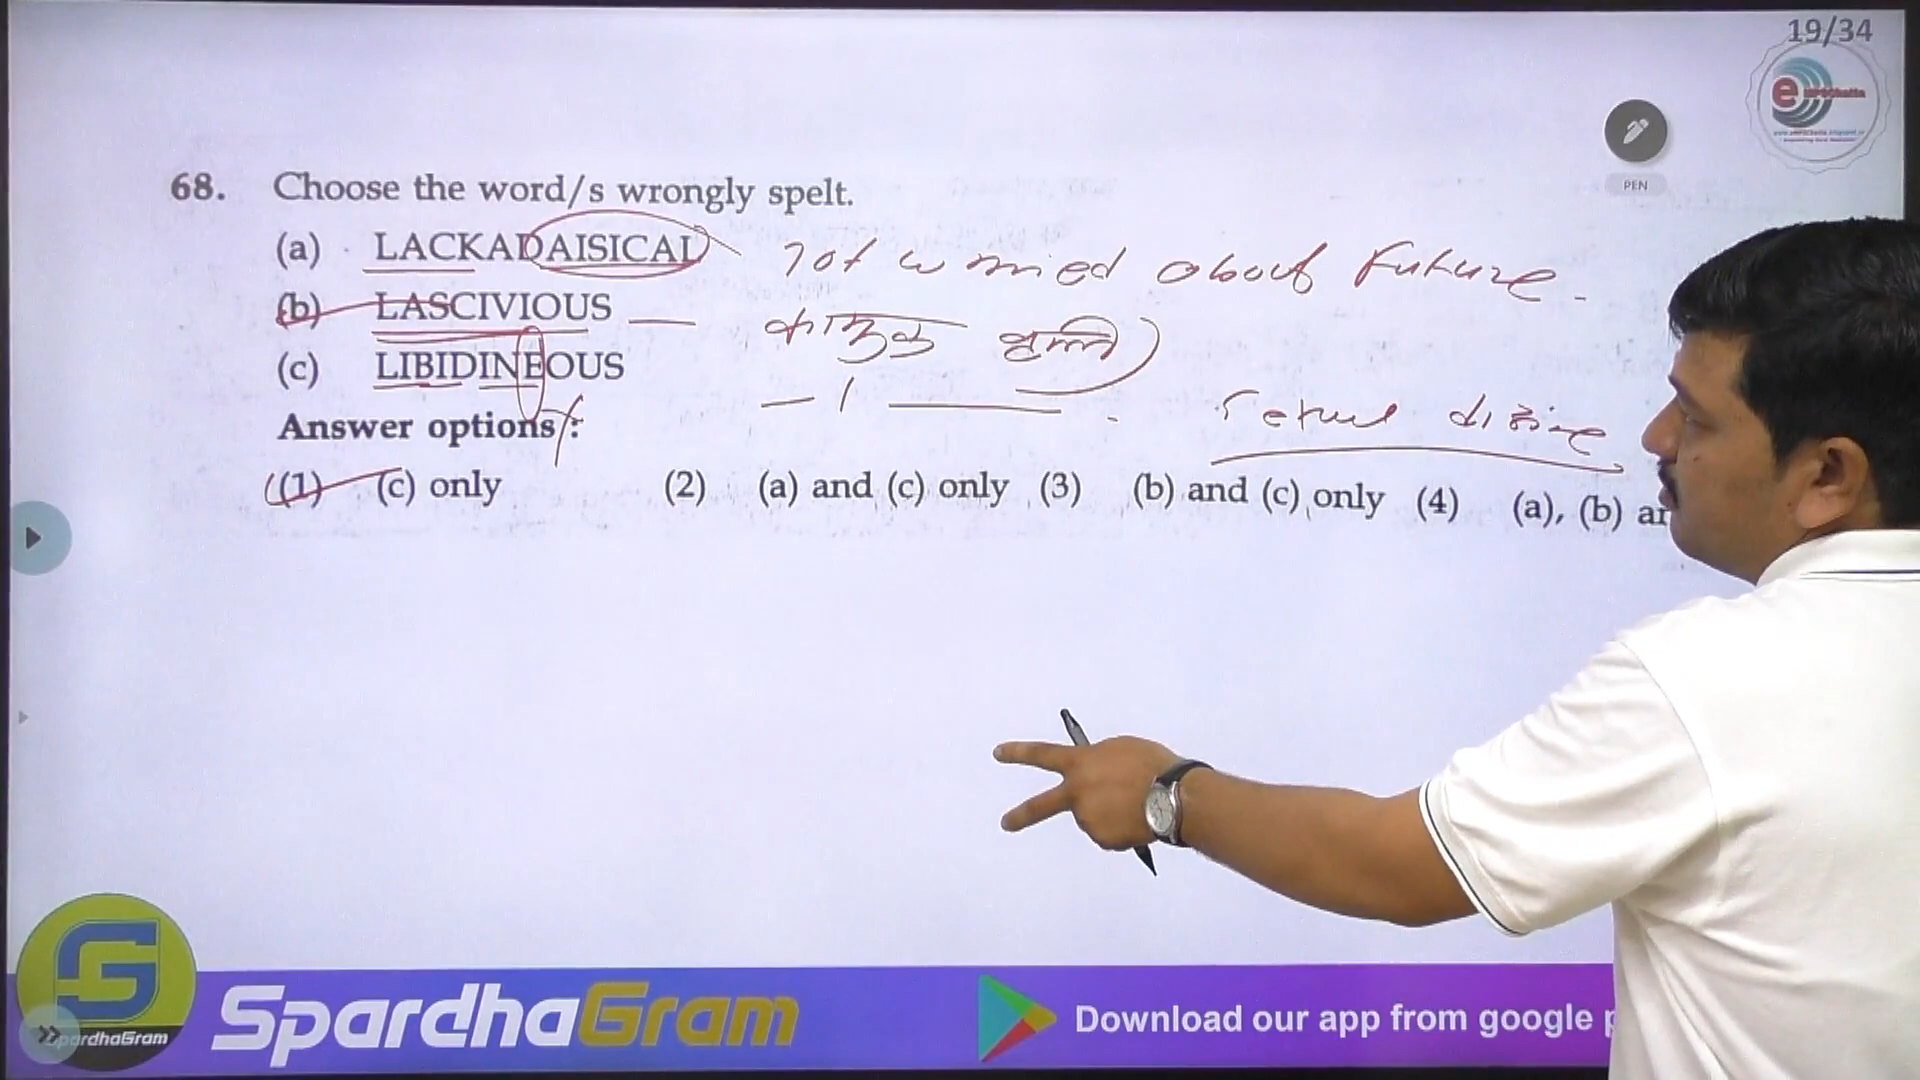 19/34
PEN
68. Choose the word/s wrongly spelt.
(a) LACKADAISICAL not worried about future.
(b) LASCIVIOUS
(c) LIBIDINEOUS
Answer options :
(1) (c) only (2) (a) and (c) only (3) (b) and (c) only (4) (a), (b) ar
SpardhaGram
SpardhaGram
Download our app from google p